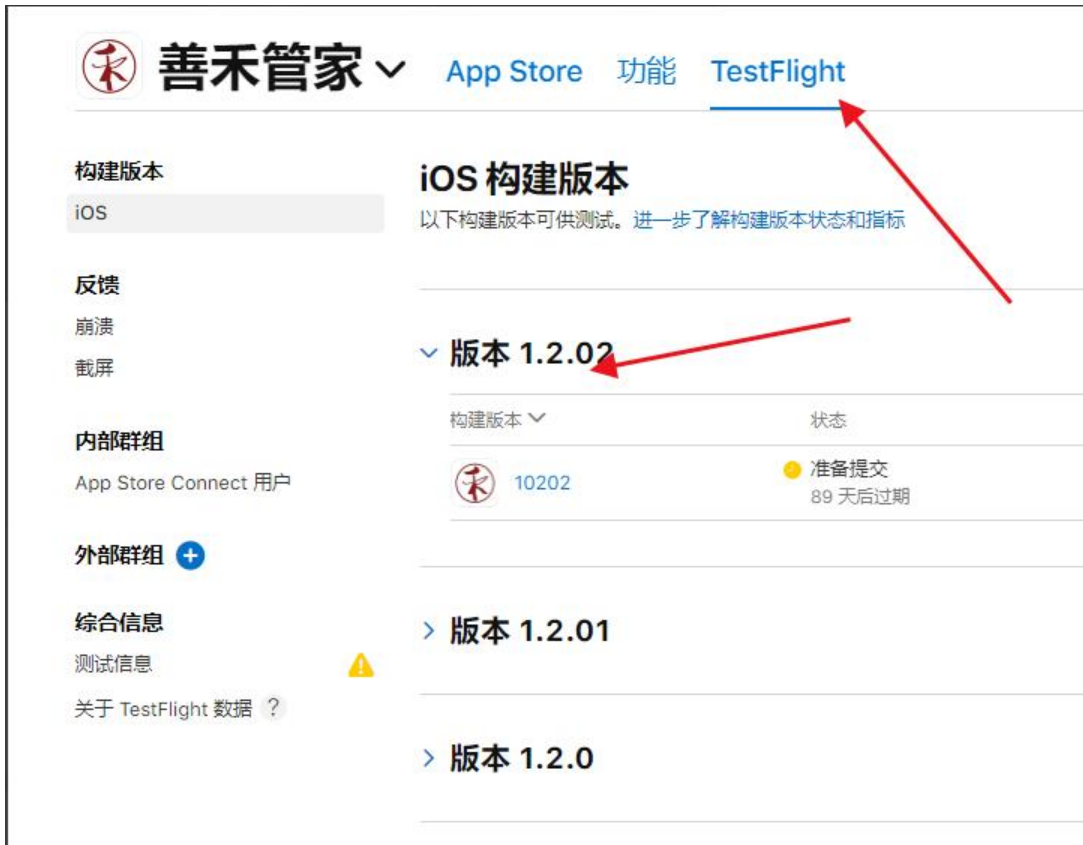 禾 善禾管家 App Store 功能 TestFlight
构建版本
iOS
反馈
崩溃
截屏
内部群组
App Store Connect 用户
外部群组
综合信息
测试信息
关于 TestFlight 数据 ?
iOS 构建版本
以下构建版本可供测试。进一步了解构建版本状态和指标
版本 1.2.02
构建版本 状态
禾 10202 准备提交
89 天后过期
版本 1.2.01
版本 1.2.0